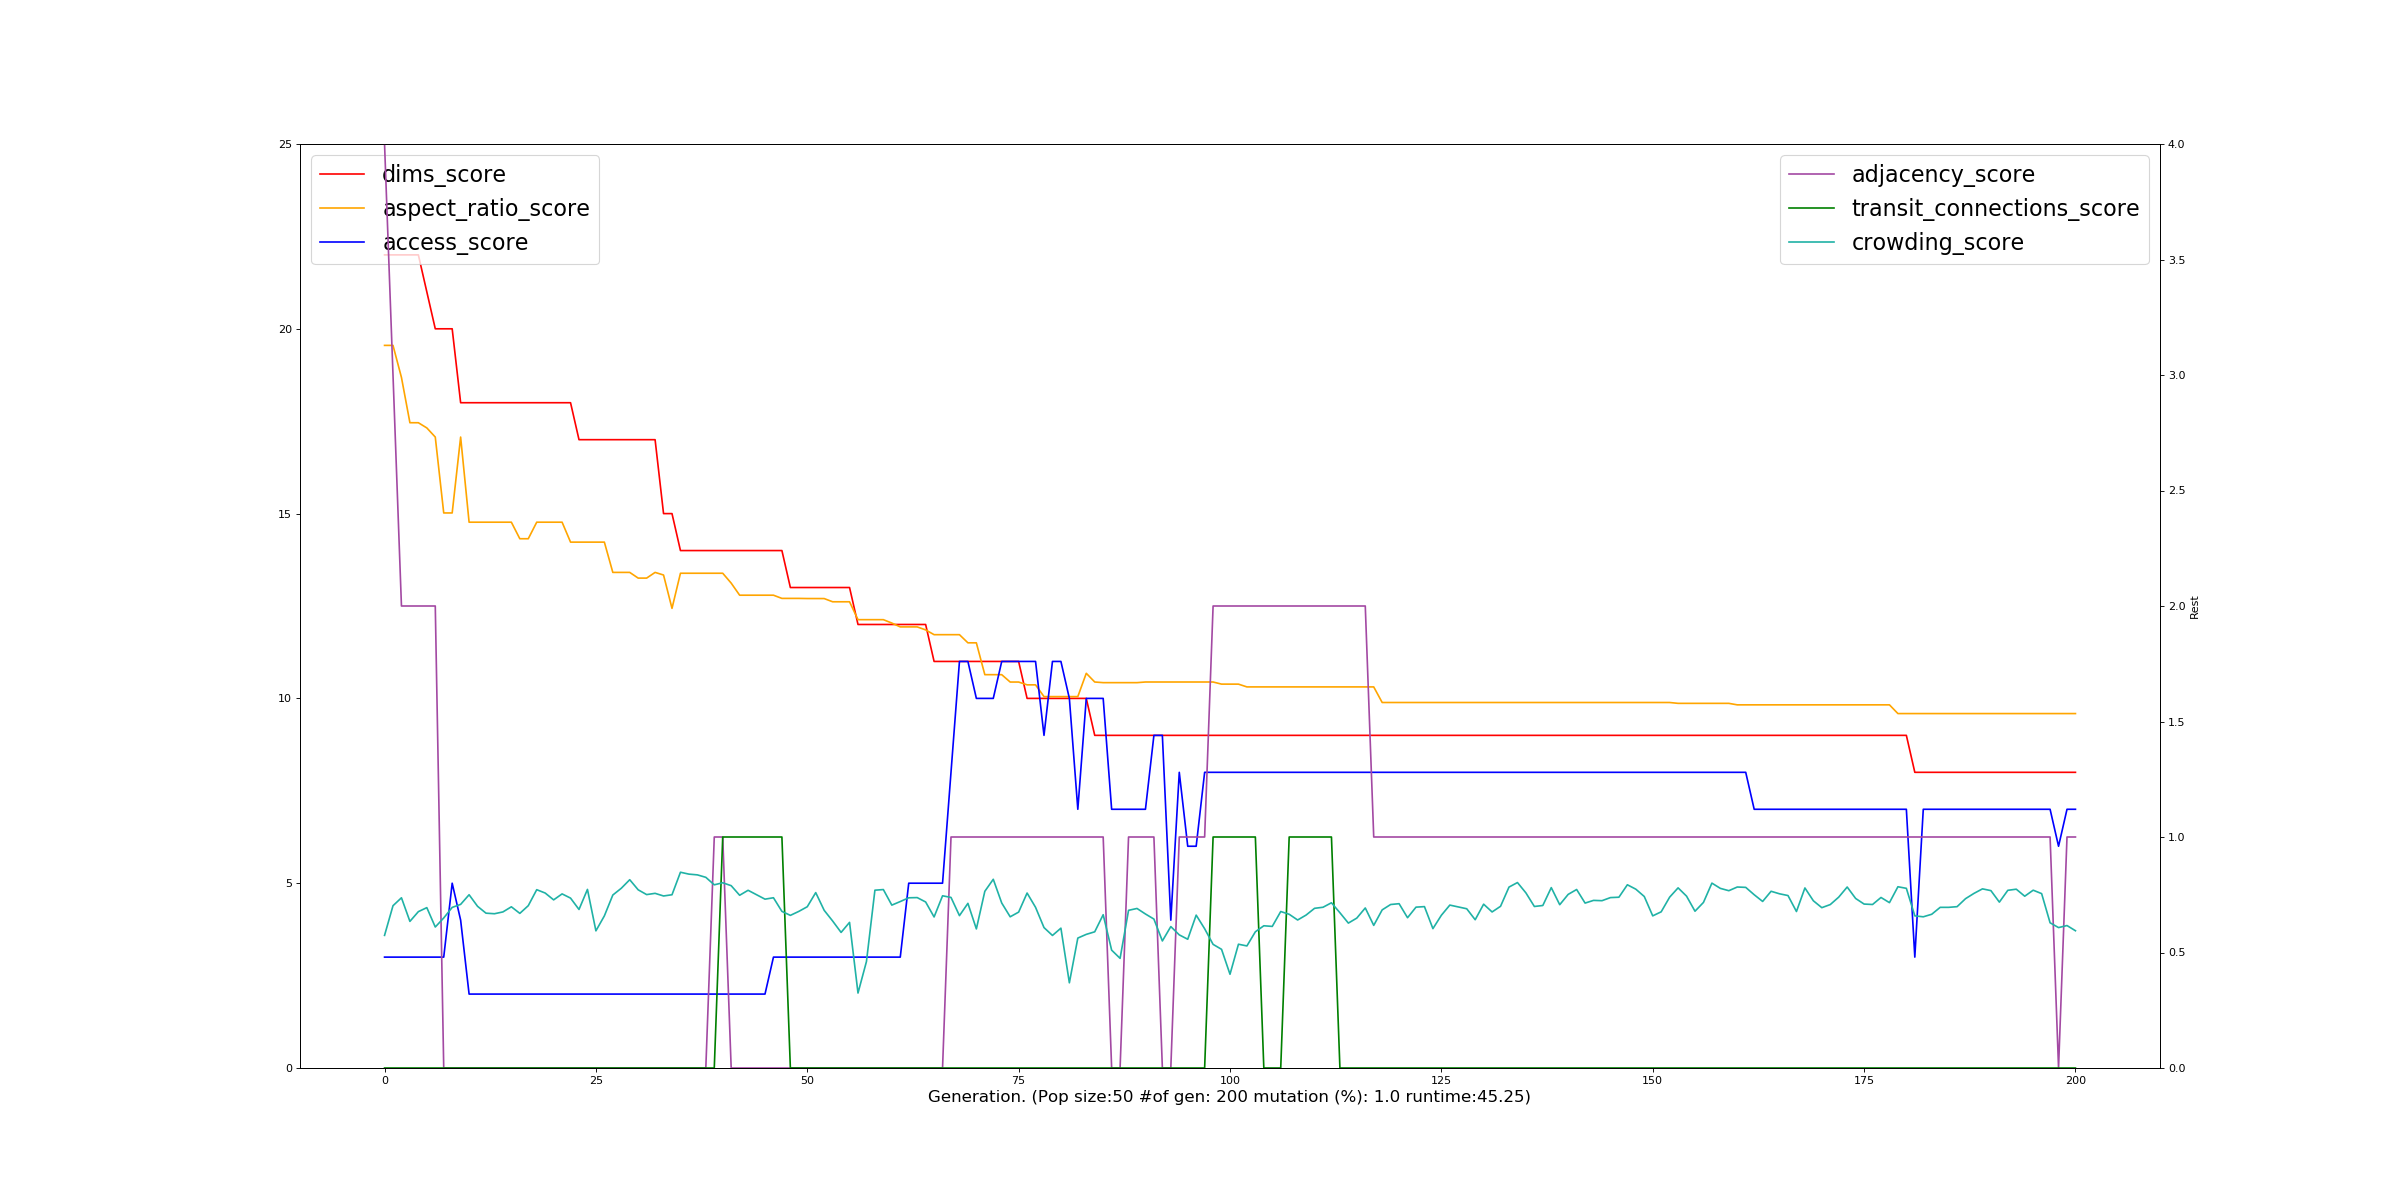 dims_score
aspect_ratio_score
access_score
adjacency_score
transit_connections_score
crowding_score
25
20
15
10
5
0
4.0
3.5
3.0
2.5
2.0
1.5
1.0
0.5
0.0
Rest
0 25 50 75 100 125 150 175 200
Generation. (Pop size:50 #of gen: 200 mutation (%): 1.0 runtime:45.25)